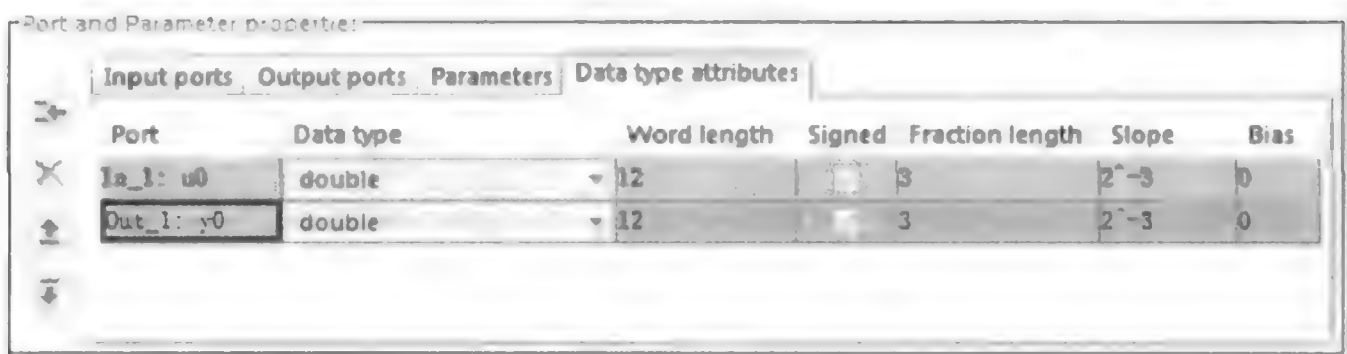 Port and Parameter properties
Input ports Output ports Parameters Data type attributes
Port Data type Word length Signed Fraction length Slope Bias
In_1: u0 double 12 3 2^-3 0
Out_1: y0 double 12 3 2^-3 0